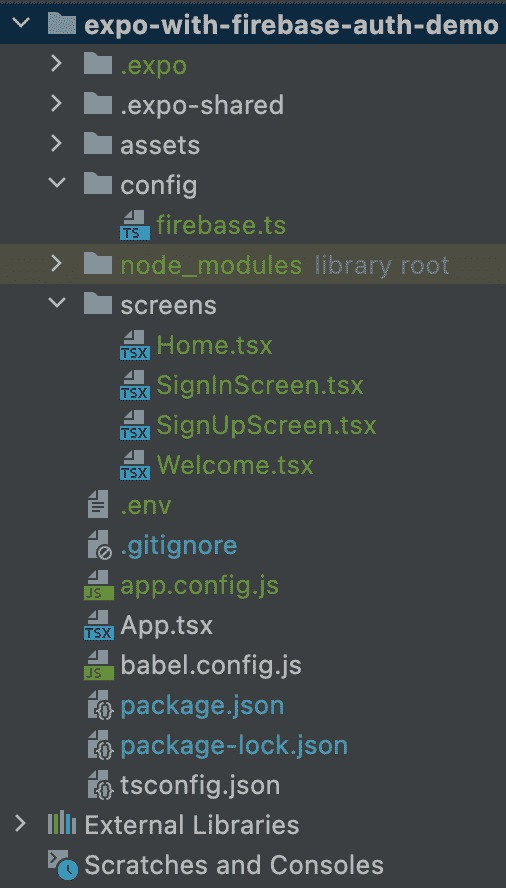 expo-with-firebase-auth-demo
.expo
.expo-shared
assets
config
TS firebase.ts
node_modules library root
screens
TSX Home.tsx
TSX SignInScreen.tsx
TSX SignUpScreen.tsx
TSX Welcome.tsx
.env
.gitignore
JS app.config.js
TSX App.tsx
JS babel.config.js
package.json
package-lock.json
tsconfig.json
External Libraries
Scratches and Consoles